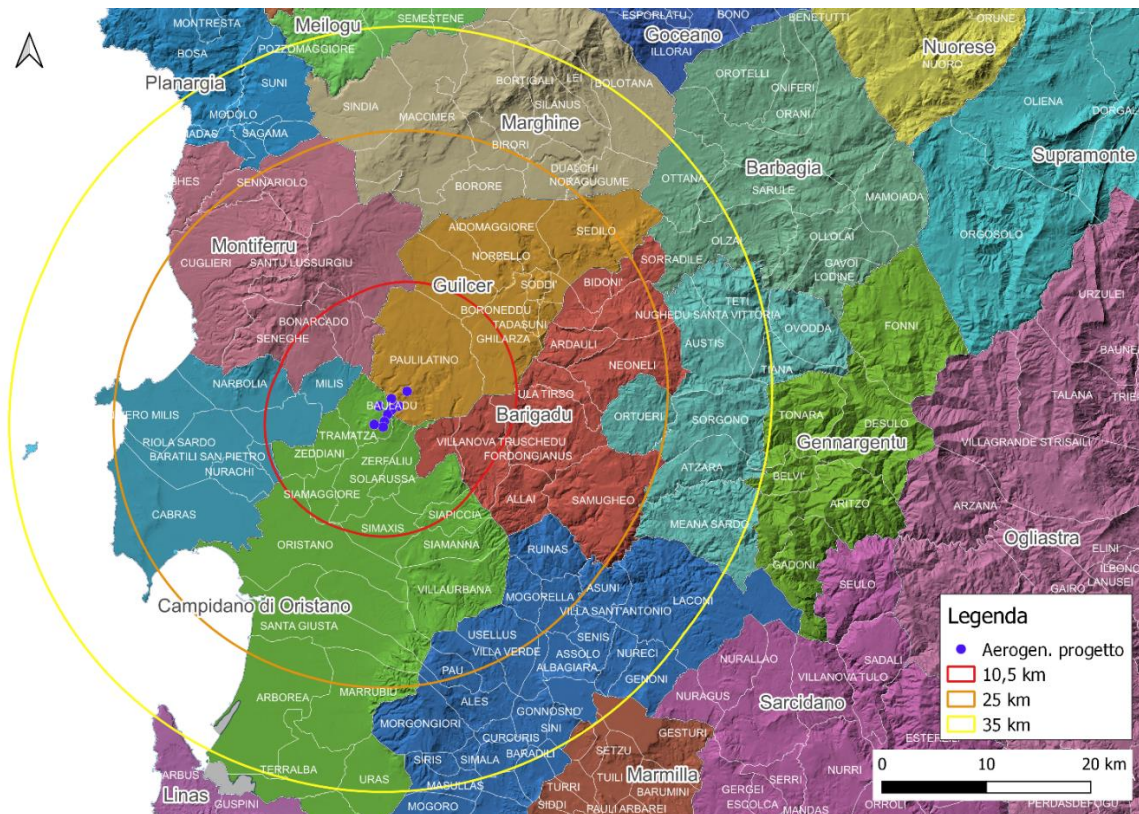 MONTRESTA
Meilogu
SEMESTENE
ESPORLATU
BONO
BENETUTTI
ORUNE
BOSA
POZZOMAGGIORE
Goceano
ILLORAI
Nuorese
NUORO
Planargia
SUNI
BORTIGALI
LEI
BOLOTANA
OROTELLI
ONIFERI
OLIENA
DORGAL
SINDIA
MACOMER
SILANUS
ORANI
MODOLO
Marghine
MADAS
SAGAMA
BIRORI
Supramonte
DUALCHI
NORAGUGUME
OTTANA
Barbagia
SENNARIOLO
BORORE
SARULE
MAMOIADA
AIDOMAGGIORE
SEDILO
ORGOSOLO
Montiferru
OLZAI
OLLOLAI
CUGLIERI
SANTU LUSSURGIU
NORBELLO
SORRADILE
GAVOI
LODINE
SODDI'
BIDONI'
Guilcer
TETI
URZULEI
BORONEDDU
NUGHEDU SANTA VITTORIA
OVODDA
FONNI
BONARCADO
TADASUNI
SENEGHE
GHILARZA
ARDAULI
AUSTIS
BAUNE
PAULILATINO
NEONELI
TIANA
NARBOLIA
MILIS
ULA TIRSO
TALANA
BAULADU
Barigadu
ORTUERI
SORGONO
TONARA
DESULO
RIOLA SARDO
TRAMATZA
VILLANOVA TRUSCHEDU
Gennargentu
VILLAGRANDE STRISAILI
BARATILI SAN PIETRO
ZEDDIANI
ZERFALIU
FORDONGIANUS
NURACHI
SOLARUSSA
ATZARA
BELVI'
SIAMAGGIORE
ALLAI
SAMUGHEO
ARITZO
ARZANA
CABRAS
SIMAXIS
SIAPICCIA
MEANA SARDO
Ogliastra
ORISTANO
SIAMANNA
RUINAS
ELINI
ILBONO
GADONI
LANUSEI
ASUNI
SEULO
GAIRO
VILLAURBANA
MOGORELLA
LACONI
Campidano di Oristano
VILLA SANT'ANTONIO
SANTA GIUSTA
USELLUS
SENIS
VILLA VERDE
ASSOLO
NURECI
PAU
ALBAGIARA
NURALLAO
SADALI
GENONI
VILLANOVA TULO
ARBOREA
MARRUBIU
ALES
NURAGUS
Sarcidano
MORGONGIORI
GONNOSNO'
SINI
CURCURIS
GESTURI
SETZU
SIRIS
SIMALA
BARADILI
TERRALBA
URAS
Marmilla
SERRI
NURRI
ARBUS
MASULLAS
TURRI
TUILI
BARUMINI
GERGEI
Linas
GUSPINI
MOGORO
SIDDI
PAULI ARBAREI
ESCOLCA
MANDAS
ORROLI
PERDASDEFOGU
Legenda
Aerogen. progetto
10,5 km
25 km
35 km
0 10 20 km